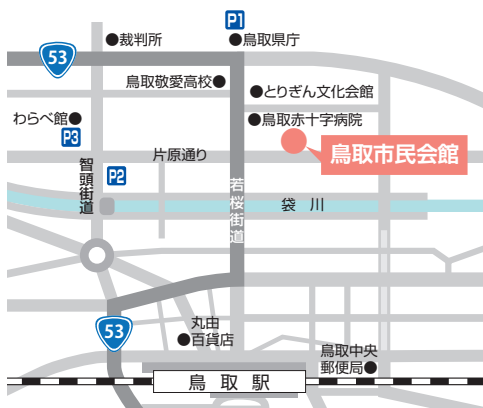 P1
53
●裁判所
●鳥取県庁
鳥取敬愛高校●
●とりぎん文化会館
わらべ館●
●鳥取赤十字病院
P3
片原通り
鳥取市民会館
智頭街道
P2
若桜街道
袋川
53
丸由
●百貨店
鳥取中央
郵便局●
鳥取駅